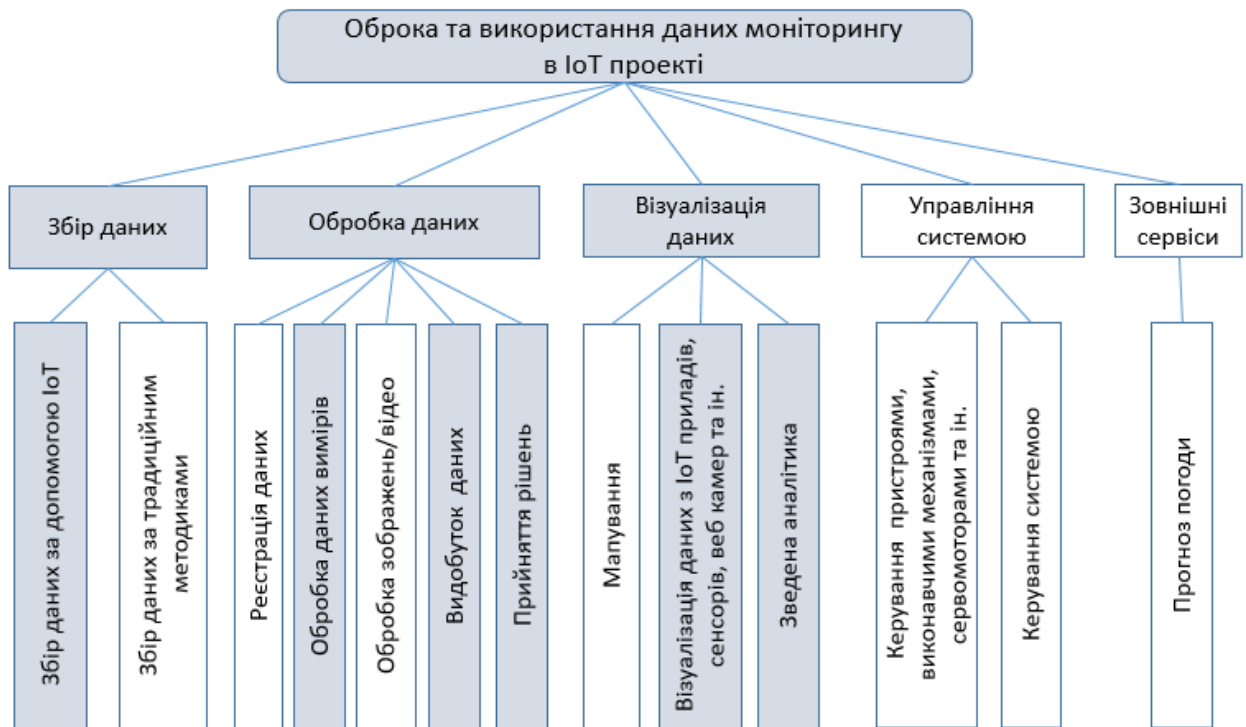 Оброка та використання даних моніторингу
в IoT проекті
Збір даних
Обробка даних
Візуалізація
даних
Управління
системою
Зовнішні
сервіси
Збір даних за допомогою IoT
Збір даних за традиційним
методиками
Реєстрація даних
Обробка даних вимірів
Обробка зображень/відео
Видобуток даних
Прийняття рішень
Мапування
Візуалізація даних з IoT приладів,
сенсорів, веб камер та ін.
Зведена аналітика
Керування пристроями,
виконавчими механізмами,
сервомоторами та ін.
Керування системою
Прогноз погоди